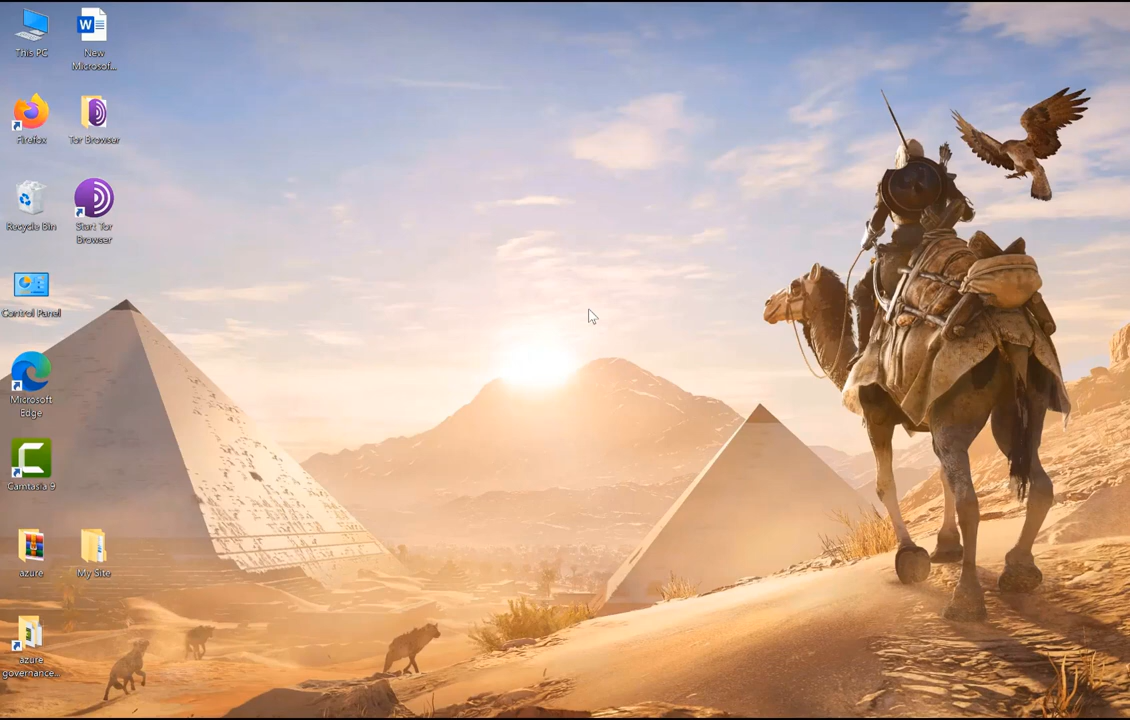 This PC
New
Microsof...
Firefox
Tor Browser
Recycle Bin
Start Tor
Browser
Control Panel
Microsoft
Edge
Camtasia 9
azure
My Site
azure
governance...